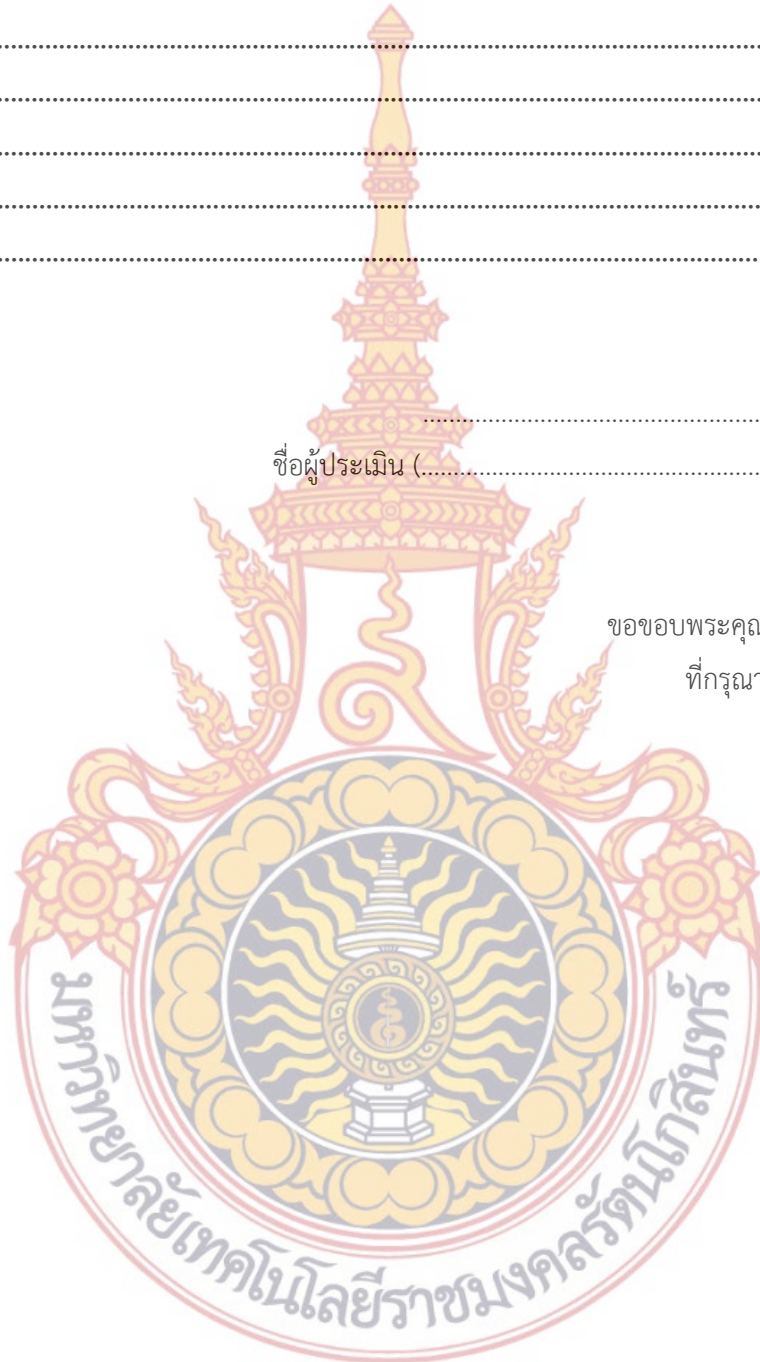 ................................................................................
................................................................................
................................................................................
................................................................................
................................................................................
................................................................
ชื่อผู้ประเมิน (................................................................
ขอขอบพระคุณ
ที่กรุณา
มหาวิทยาลัยเทคโนโลยีราชมงคลรัตนโกสินทร์